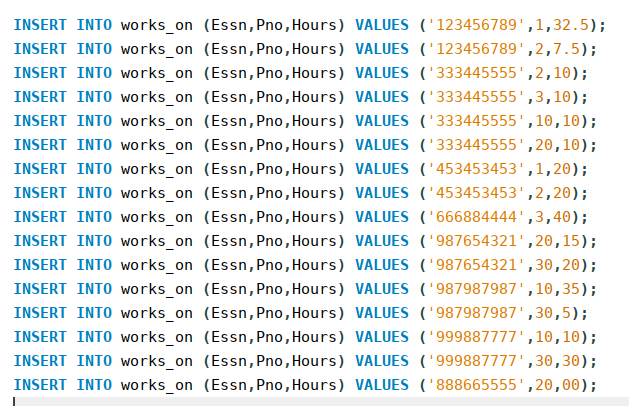 INSERT INTO works_on (Essn,Pno,Hours) VALUES ('123456789',1,32.5);
INSERT INTO works_on (Essn,Pno,Hours) VALUES ('123456789',2,7.5);
INSERT INTO works_on (Essn,Pno,Hours) VALUES ('333445555',2,10);
INSERT INTO works_on (Essn,Pno,Hours) VALUES ('333445555',3,10);
INSERT INTO works_on (Essn,Pno,Hours) VALUES ('333445555',10,10);
INSERT INTO works_on (Essn,Pno,Hours) VALUES ('333445555',20,10);
INSERT INTO works_on (Essn,Pno,Hours) VALUES ('453453453',1,20);
INSERT INTO works_on (Essn,Pno,Hours) VALUES ('453453453',2,20);
INSERT INTO works_on (Essn,Pno,Hours) VALUES ('666884444',3,40);
INSERT INTO works_on (Essn,Pno,Hours) VALUES ('987654321',20,15);
INSERT INTO works_on (Essn,Pno,Hours) VALUES ('987654321',30,20);
INSERT INTO works_on (Essn,Pno,Hours) VALUES ('987987987',10,35);
INSERT INTO works_on (Essn,Pno,Hours) VALUES ('987987987',30,5);
INSERT INTO works_on (Essn,Pno,Hours) VALUES ('999887777',10,10);
INSERT INTO works_on (Essn,Pno,Hours) VALUES ('999887777',30,30);
INSERT INTO works_on (Essn,Pno,Hours) VALUES ('888665555',20,00);